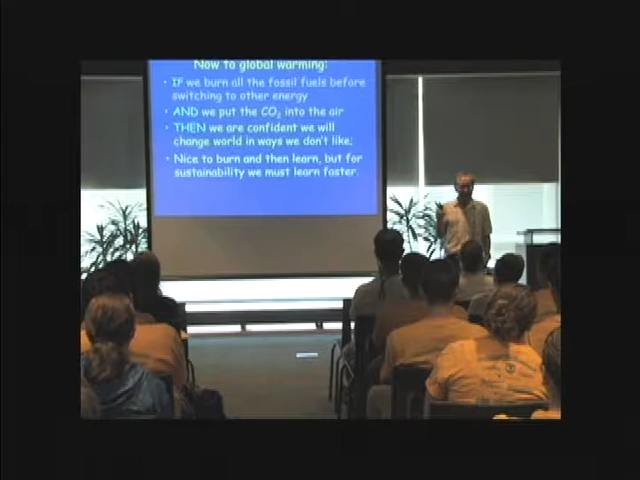 Now to global warming:
• IF we burn all the fossil fuels before
switching to other energy
• AND we put the CO₂ into the air
• THEN we are confident we will
change world in ways we don't like;
• Nice to burn and then learn, but for
sustainability we must learn faster.